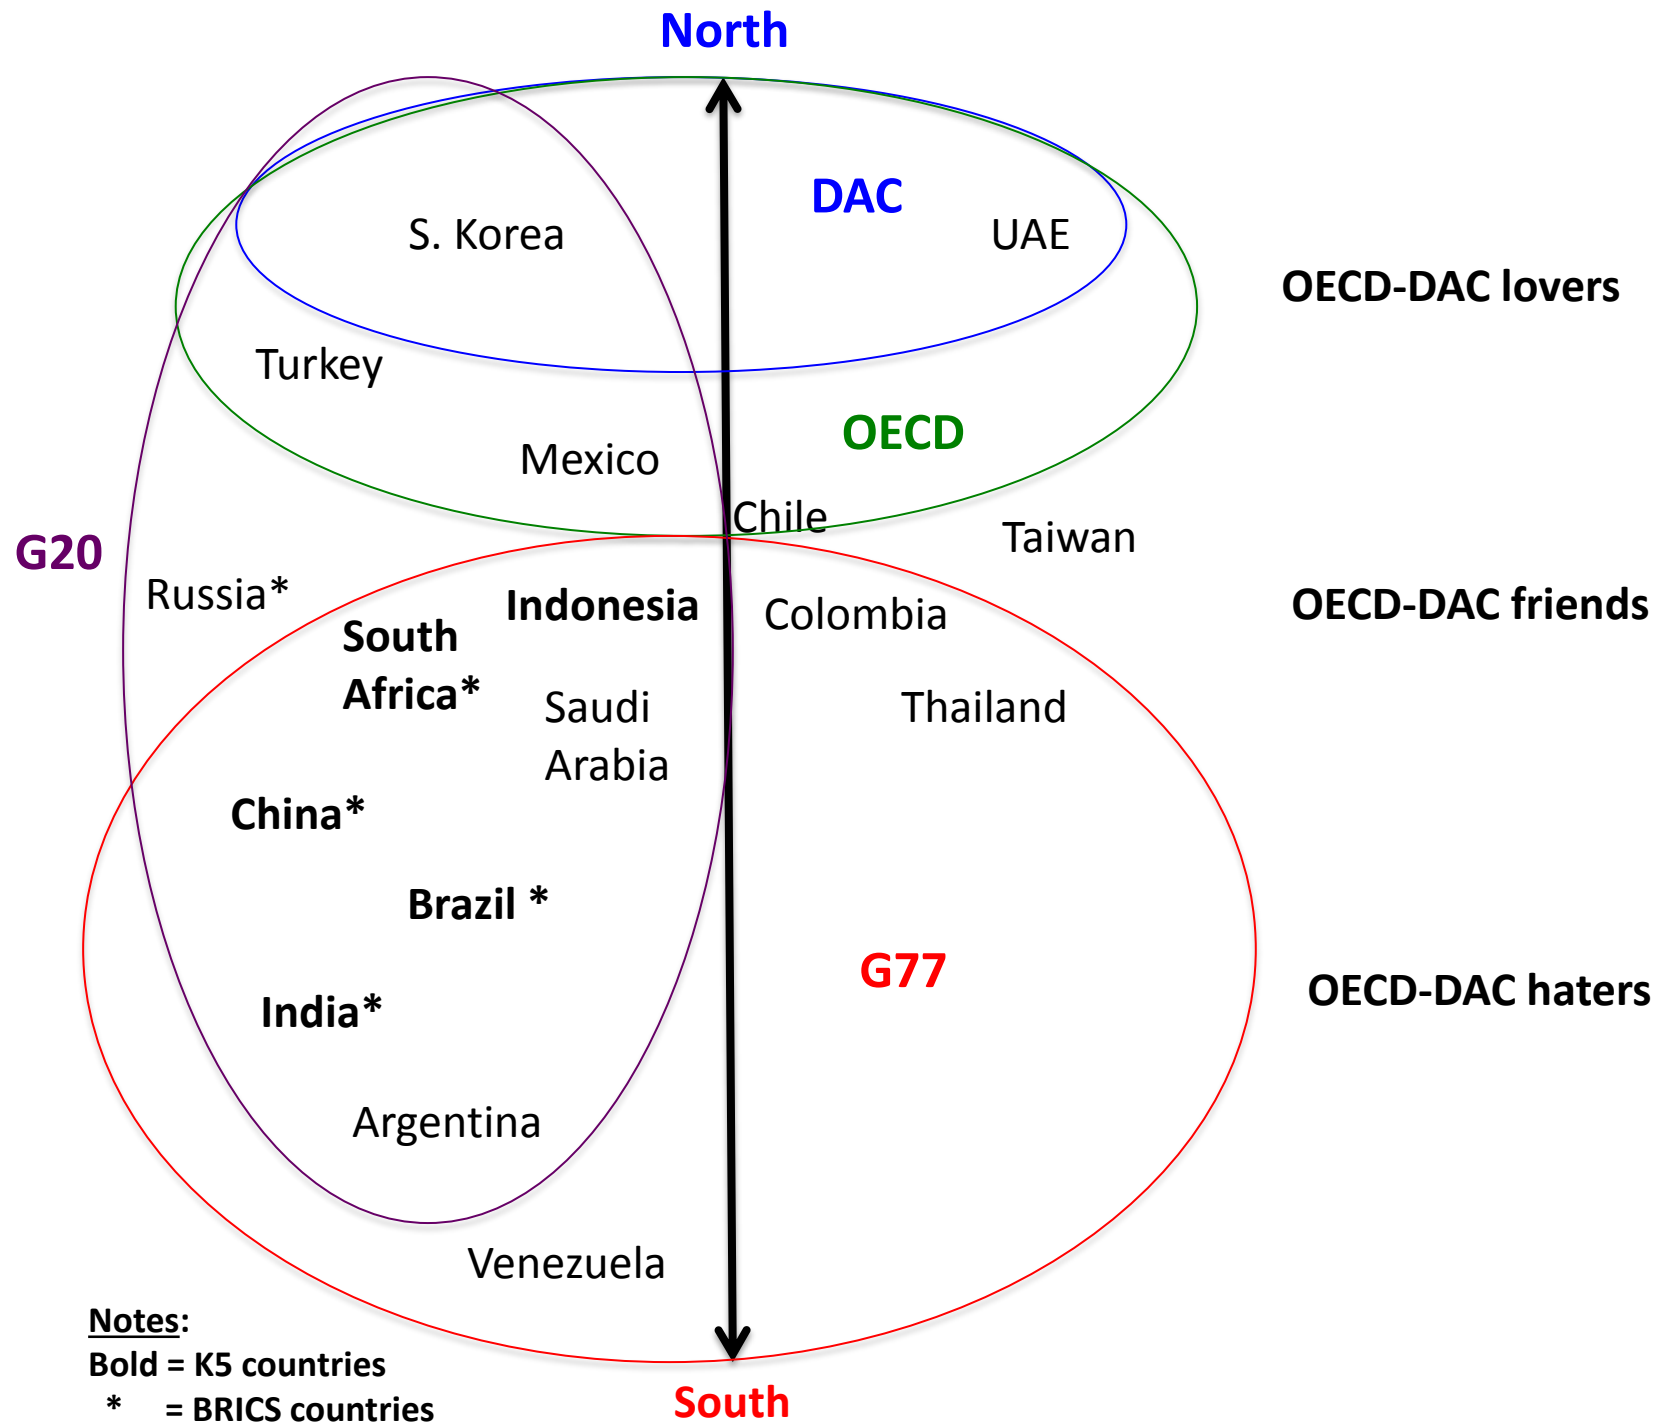 North
DAC
S. Korea
UAE
OECD-DAC lovers
Turkey
OECD
Mexico
Chile
Taiwan
G20
Russia*
Indonesia
Colombia
OECD-DAC friends
South
Africa*
Saudi
Arabia
Thailand
China*
Brazil *
G77
OECD-DAC haters
India*
Argentina
Venezuela
Notes:
Bold = K5 countries
* = BRICS countries
South